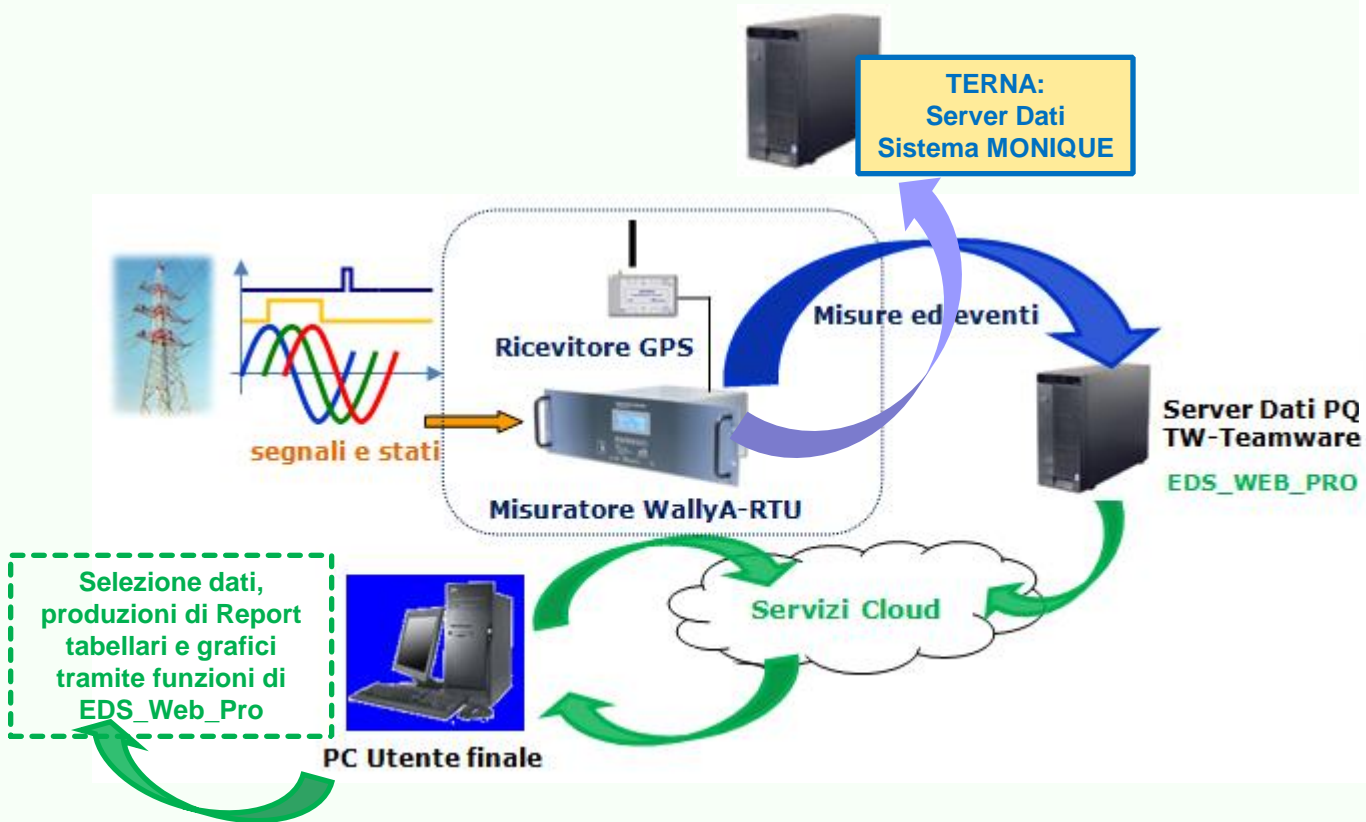 TERNA:
Server Dati
Sistema MONIQUE
Misure ed eventi
Ricevitore GPS
segnali e stati
Misuratore WallyA-RTU
Server Dati PQ
TW-Teamware
EDS_WEB_PRO
Servizi Cloud
Selezione dati,
produzioni di Report
tabellari e grafici
tramite funzioni di
EDS_Web_Pro
PC Utente finale